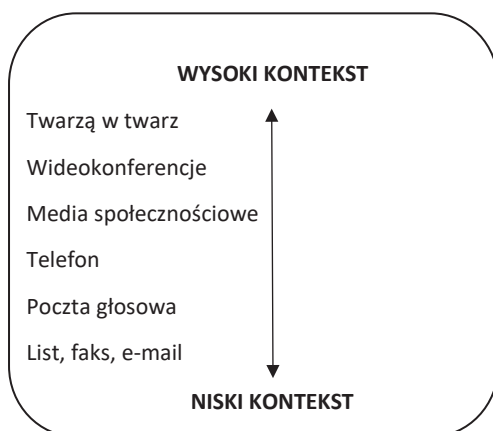 WYSOKI KONTEKST
Twarzą w twarz
Wideokonferencje
Media społecznościowe
Telefon
Poczta głosowa
List, faks, e-mail
NISKI KONTEKST